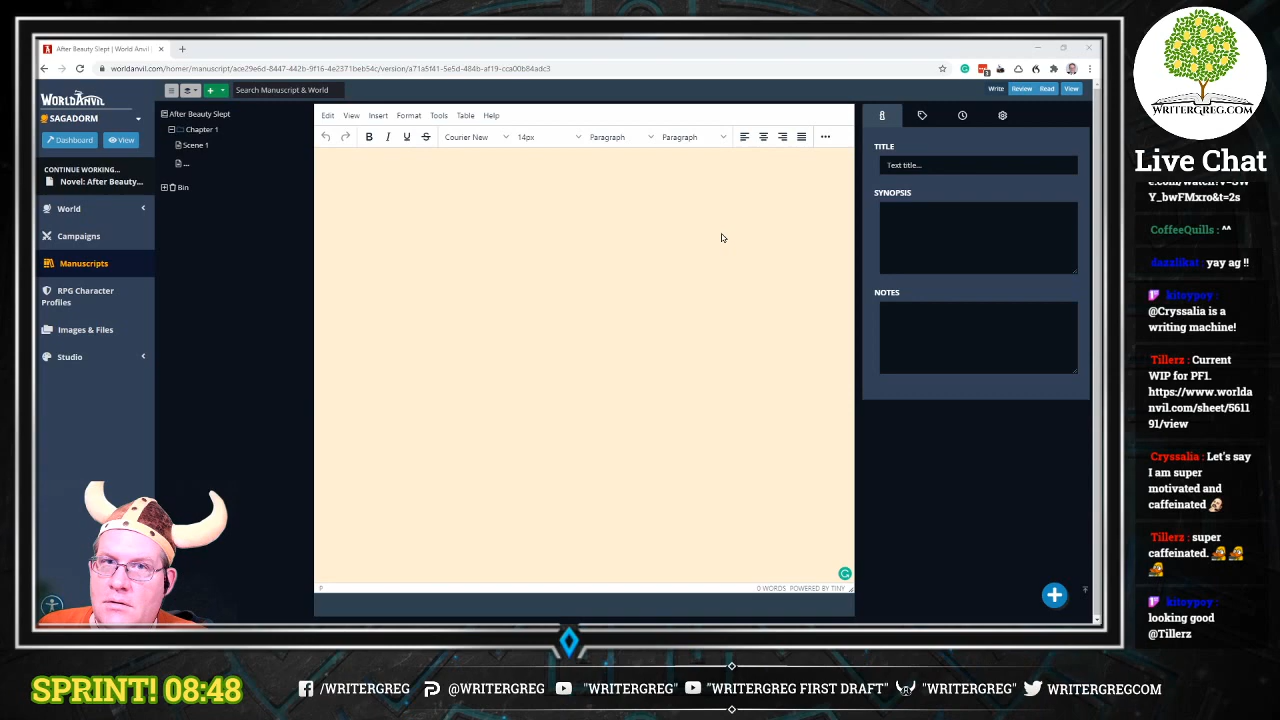 After Beauty Slept | World Anvil
worldanvil.com/homer/manuscript/ace29e6d-8447-442b-9f16-4e2371beb54c/version/a71a5f41-5e5d-484b-af19-cca00b84adc3
WORLDANVIL
Search Manuscript & World
Write Review Read View
SAGADORM
Dashboard View
CONTINUE WORKING...
Novel: After Beauty...
World
Campaigns
Manuscripts
RPG Character
Profiles
Images & Files
Studio
After Beauty Slept
Chapter 1
Scene 1
...
Bin
Edit View Insert Format Tools Table Help
Courier New 14px Paragraph Paragraph
P
0 WORDS POWERED BY TINY
TITLE
Text title...
SYNOPSIS
NOTES
WRITERGREG.COM
Live Chat
Y_bwFMxro&t=2s
CoffeeQuills : ^^
dazzlikat : yay ag !!
kitoypoy :
@Cryssalia is a
writing machine!
Tillerz : Current
WIP for PF1.
https://www.worlda
nvil.com/sheet/5611
91/view
Cryssalia : Let's say
I am super
motivated and
caffeinated
Tillerz : super
caffeinated.
kitoypoy :
looking good
@Tillerz
SPRINT! 08:48
/WRITERGREG @WRITERGREG "WRITERGREG" "WRITERGREG FIRST DRAFT" "WRITERGREG" WRITERGREGCOM